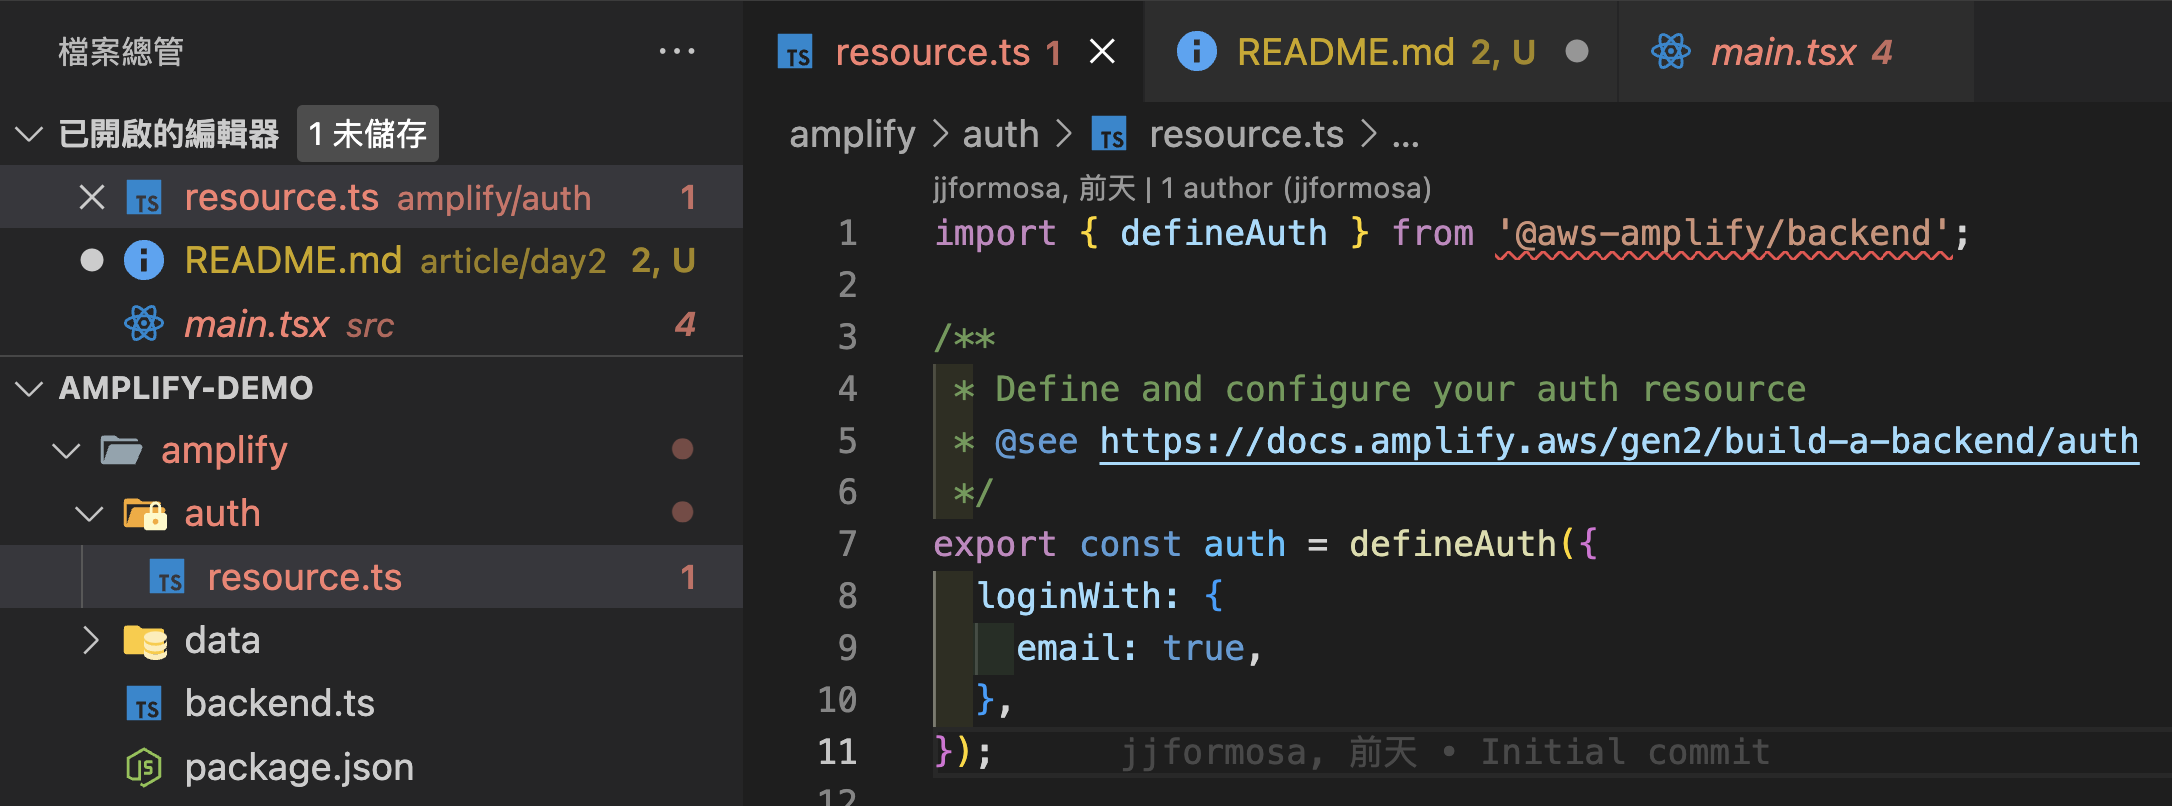 檔案總管 ···
已開啟的編輯器 1 未儲存
resource.ts amplify/auth 1
README.md article/day2 2, U
main.tsx src 4
AMPLIFY-DEMO
amplify
auth
resource.ts 1
data
backend.ts
package.json
resource.ts 1
README.md 2, U
main.tsx 4
amplify > auth > resource.ts > ...
jjformosa, 前天 | 1 author (jjformosa)
1 import { defineAuth } from '@aws-amplify/backend';
2
3 /**
4  * Define and configure your auth resource
5  * @see https://docs.amplify.aws/gen2/build-a-backend/auth
6  */
7 export const auth = defineAuth({
8   loginWith: {
9     email: true,
10   },
11 }); jjformosa, 前天 • Initial commit
12